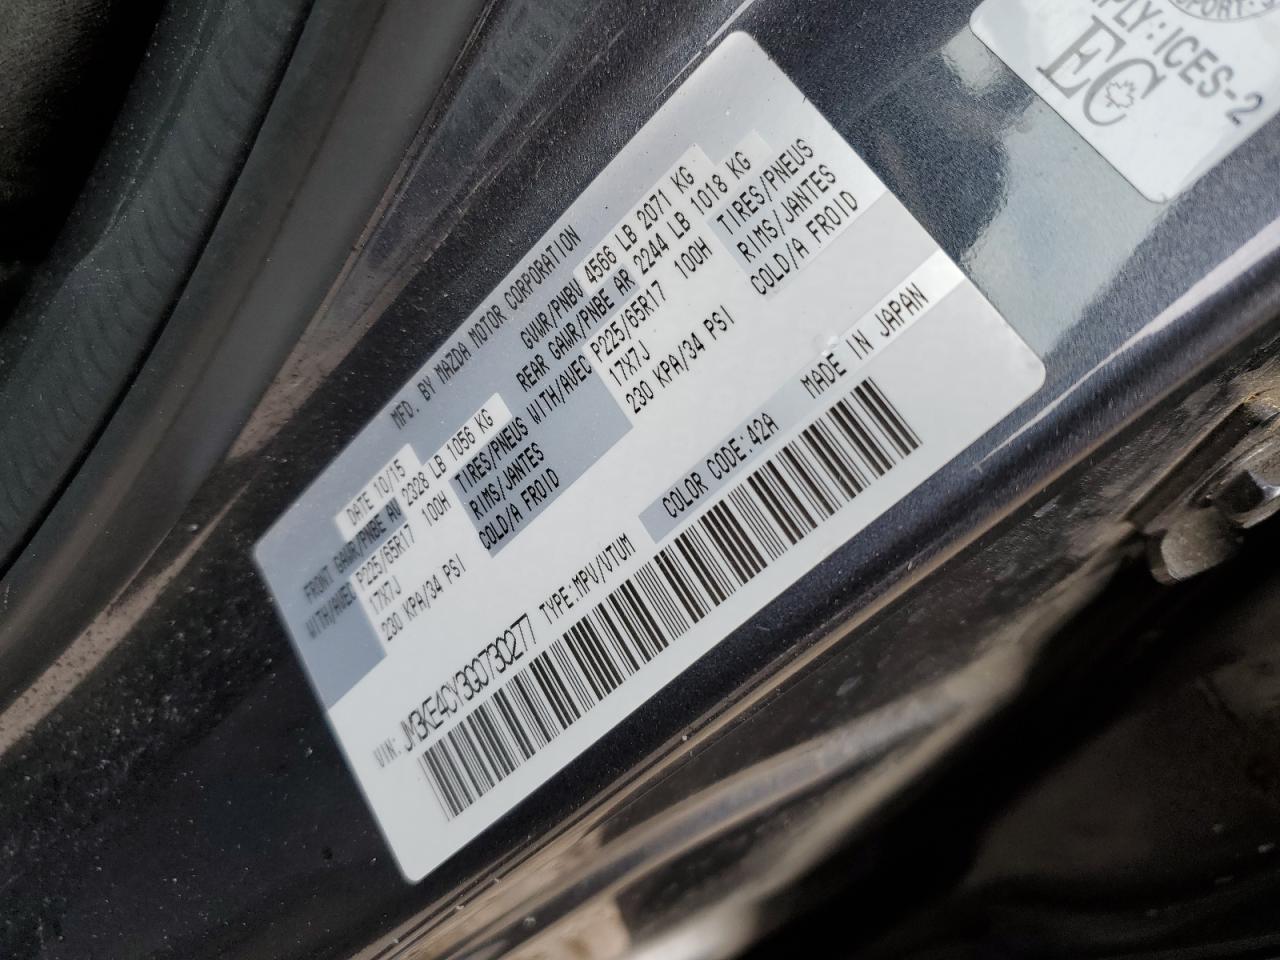 MFD. BY MAZDA MOTOR CORPORATION
DATE 10/15 GVWR/PNBV 4566 LB 2071 KG
FRONT GAWR/PNBE AV 2328 LB 1056 KG REAR GAWR/PNBE AR 2244 LB 1018 KG
WITH/AVEC P225/65R17 100H TIRES/PNEUS WITH/AVEC P225/65R17 100H TIRES/PNEUS
17X7J RIMS/JANTES 17X7J RIMS/JANTES
230 KPA/34 PSI COLD/A FROID 230 KPA/34 PSI COLD/A FROID
VIN: JM3KE4CY3G0730277 TYPE:MPV/VTUM COLOR CODE:42A MADE IN JAPAN
ICES-2
EC